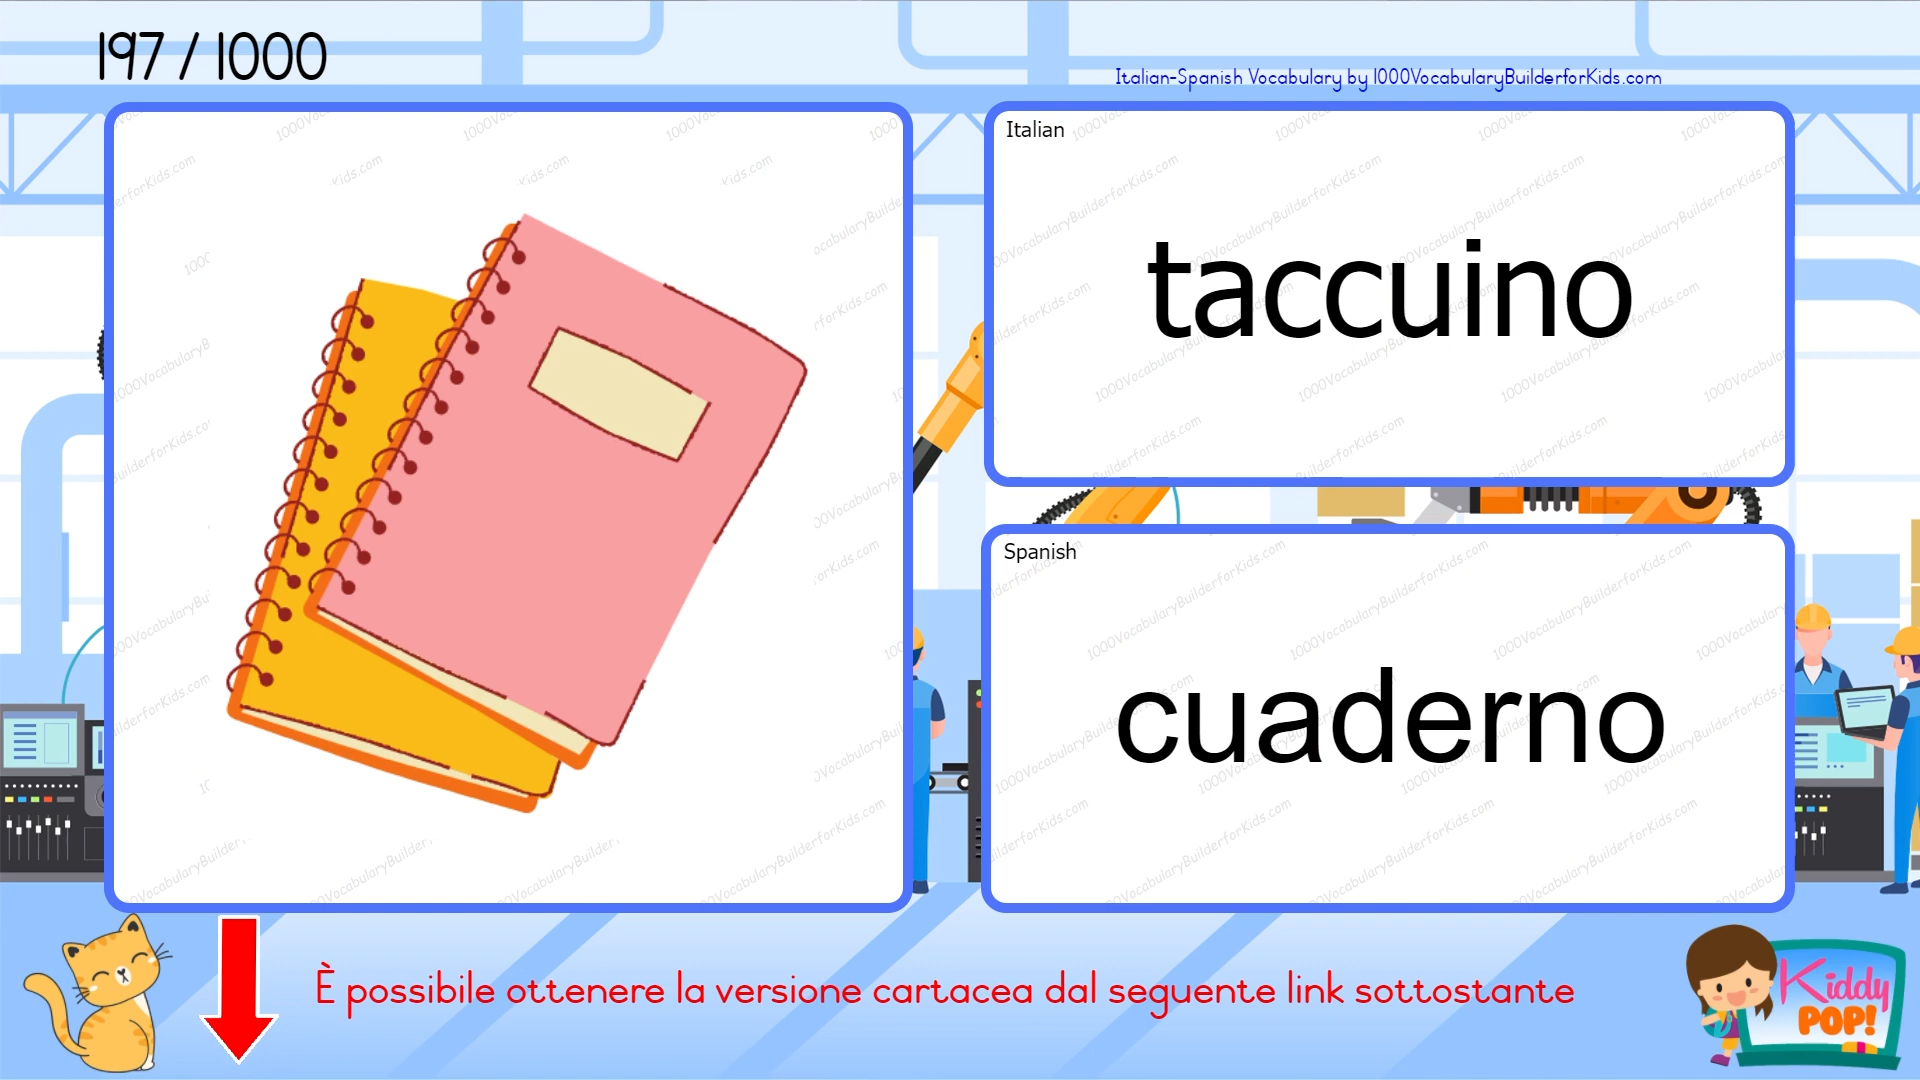 197 / 1000
Italian-Spanish Vocabulary by 1000VocabularyBuilderforKids.com
Italian
taccuino
Spanish
cuaderno
È possibile ottenere la versione cartacea dal seguente link sottostante
Kiddy
POP!